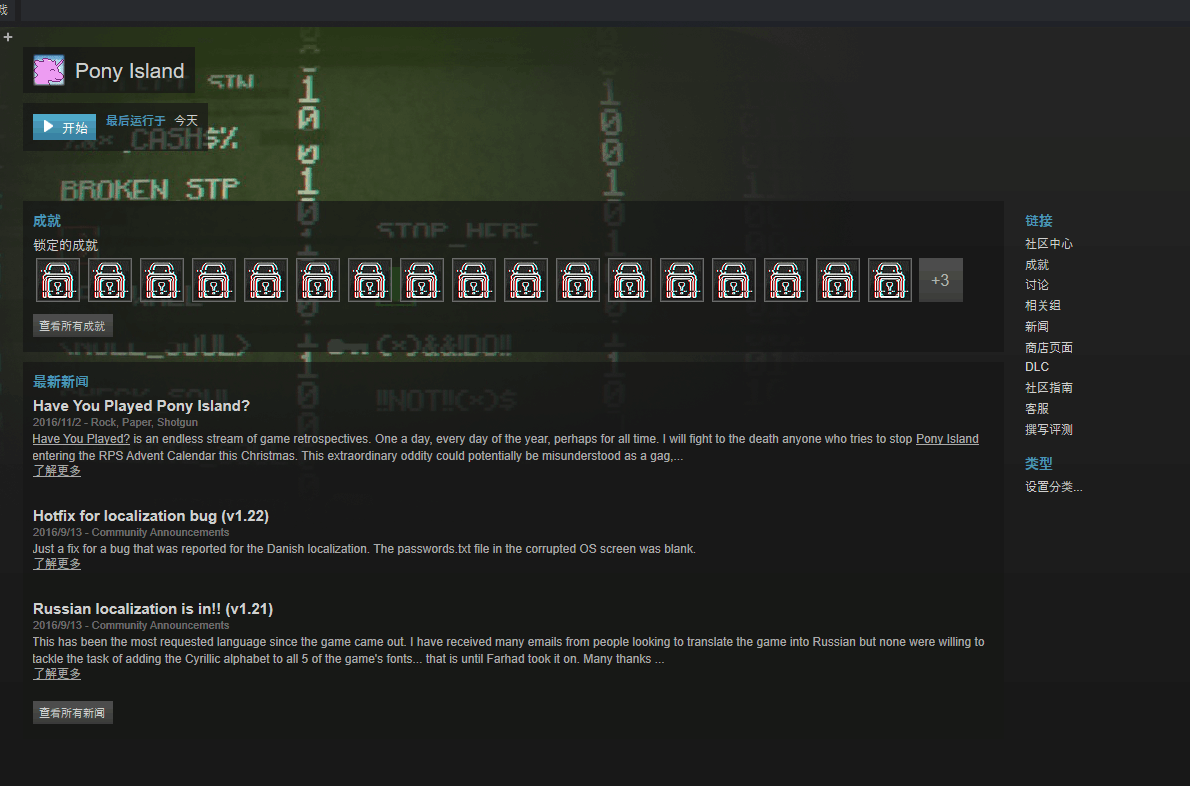 戏
+
Pony Island
STN
开始 最后运行于 今天
_CASH$%
BROKEN_STP
成就
STOP_HERE
锁定的成就
+3
查看所有成就
\NULL_SOUL>
(×)&&!DO!!
!!NOT!!(×)$
最新新闻
Have You Played Pony Island?
2016/11/2 - Rock, Paper, Shotgun
Have You Played? is an endless stream of game retrospectives. One a day, every day of the year, perhaps for all time. I will fight to the death anyone who tries to stop Pony Island
entering the RPS Advent Calendar this Christmas. This extraordinary oddity could potentially be misunderstood as a gag,...
了解更多
Hotfix for localization bug (v1.22)
2016/9/13 - Community Announcements
Just a fix for a bug that was reported for the Danish localization. The passwords.txt file in the corrupted OS screen was blank.
了解更多
Russian localization is in!! (v1.21)
2016/9/13 - Community Announcements
This has been the most requested language since the game came out. I have received many emails from people looking to translate the game into Russian but none were willing to
tackle the task of adding the Cyrillic alphabet to all 5 of the game's fonts... that is until Farhad took it on. Many thanks ...
了解更多
查看所有新闻
链接
社区中心
成就
讨论
相关组
新闻
商店页面
DLC
社区指南
客服
撰写评测
类型
设置分类...